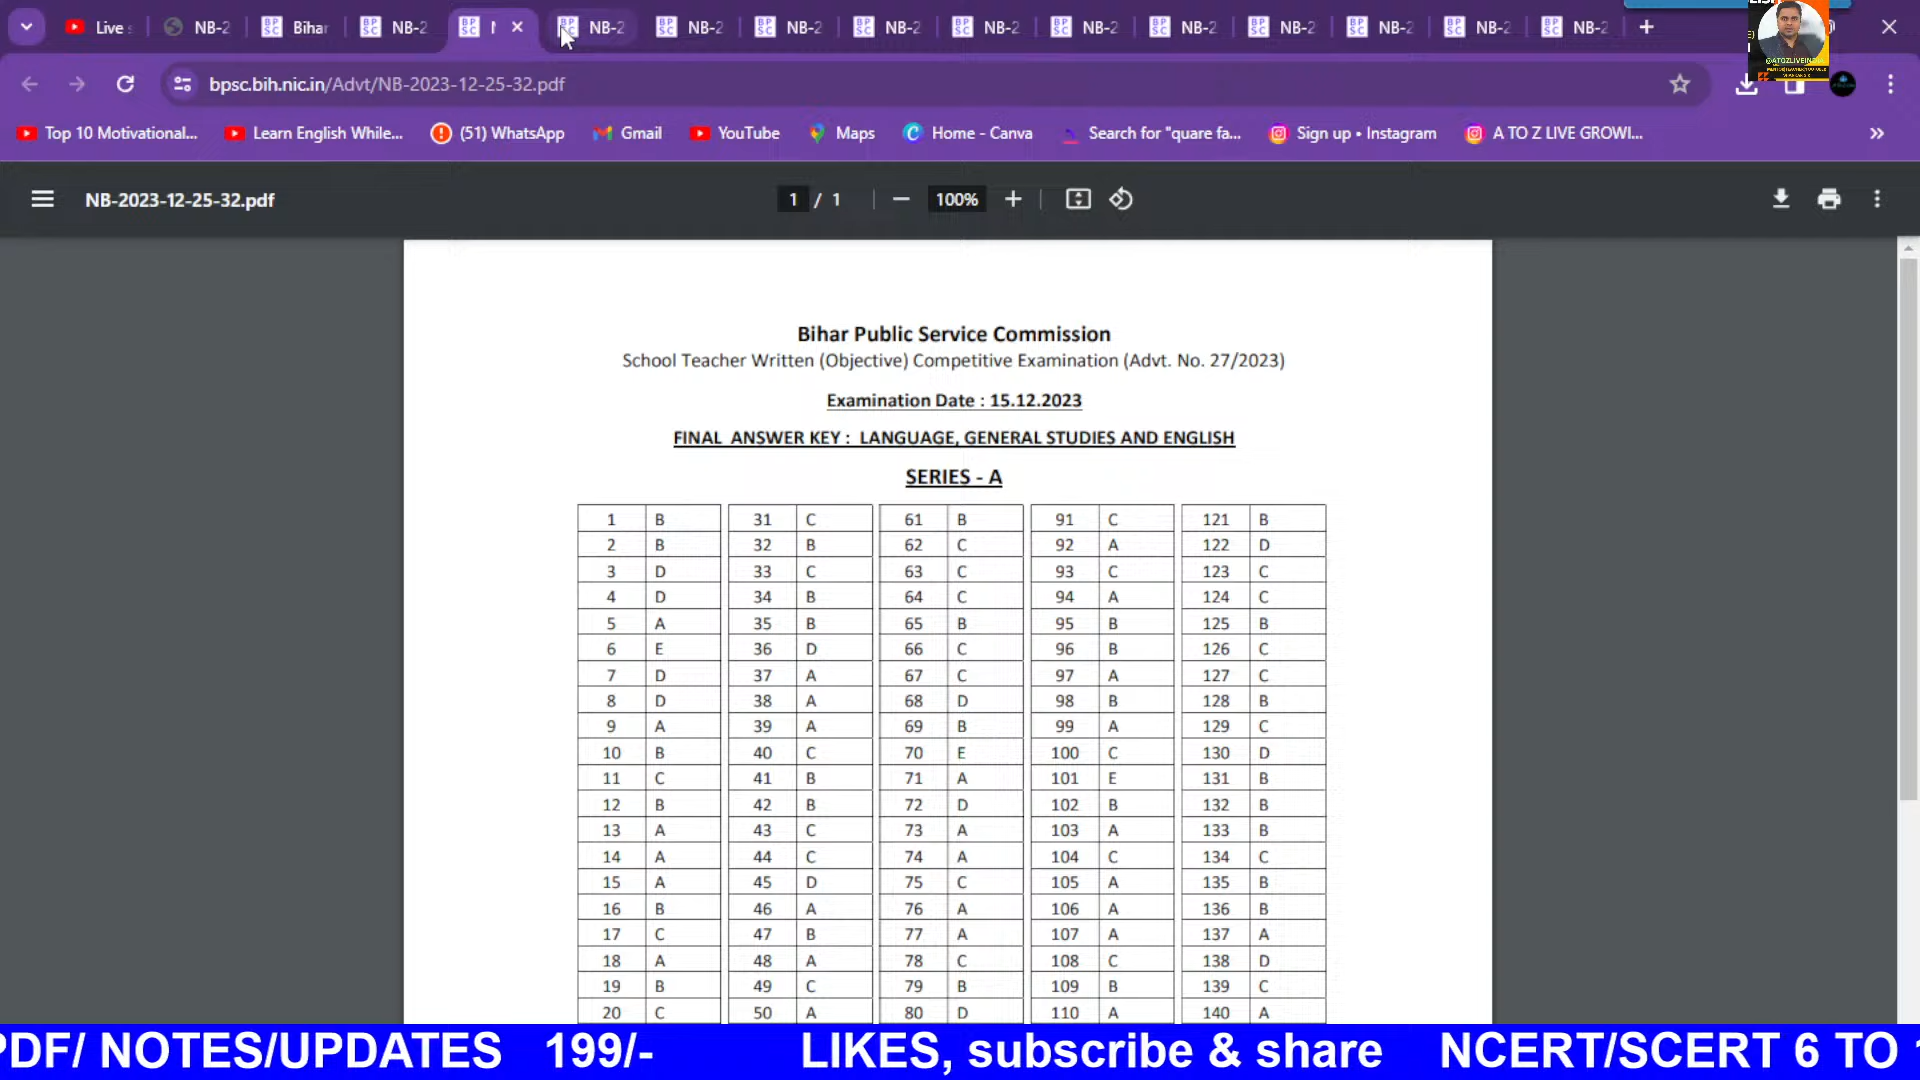 Live NB-2 Bihar NB-2 NB-2 NB-2 NB-2 NB-2 NB-2 NB-2 NB-2 NB-2 NB-2 NB-2 NB-2
bpsc.bih.nic.in/Advt/NB-2023-12-25-32.pdf
@ATOZLIVEINDIA
Top 10 Motivational... Learn English While... (51) WhatsApp Gmail YouTube Maps Home - Canva Search for "quare fa... Sign up • Instagram A TO Z LIVE GROWI...
NB-2023-12-25-32.pdf 1 / 1 100%
Bihar Public Service Commission
School Teacher Written (Objective) Competitive Examination (Advt. No. 27/2023)
Examination Date : 15.12.2023
FINAL ANSWER KEY : LANGUAGE, GENERAL STUDIES AND ENGLISH
SERIES - A
1 B 31 C 61 B 91 C 121 B
2 B 32 B 62 C 92 A 122 D
3 D 33 C 63 C 93 C 123 C
4 D 34 B 64 C 94 A 124 C
5 A 35 B 65 B 95 B 125 B
6 E 36 D 66 C 96 B 126 C
7 D 37 A 67 C 97 A 127 C
8 D 38 A 68 D 98 B 128 B
9 A 39 A 69 B 99 A 129 C
10 B 40 C 70 E 100 C 130 D
11 C 41 B 71 A 101 E 131 B
12 B 42 B 72 D 102 B 132 B
13 A 43 C 73 A 103 A 133 B
14 A 44 C 74 A 104 C 134 C
15 A 45 D 75 C 105 A 135 B
16 B 46 A 76 A 106 A 136 B
17 C 47 B 77 A 107 A 137 A
18 A 48 A 78 C 108 C 138 D
19 B 49 C 79 B 109 B 139 C
20 C 50 A 80 D 110 A 140 A
PDF/ NOTES/UPDATES 199/- LIKES, subscribe & share NCERT/SCERT 6 TO